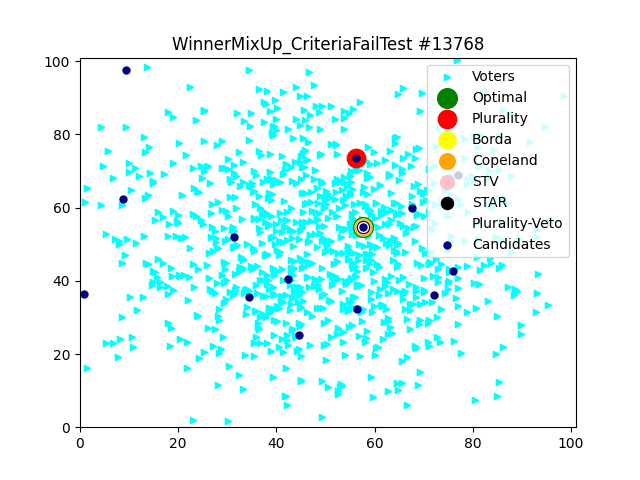 WinnerMixUp_CriteriaFailTest #13768
100
80
60
40
20
0
0
20
40
60
80
100
Voters
Optimal
Plurality
Borda
Copeland
STV
STAR
Plurality-Veto
Candidates